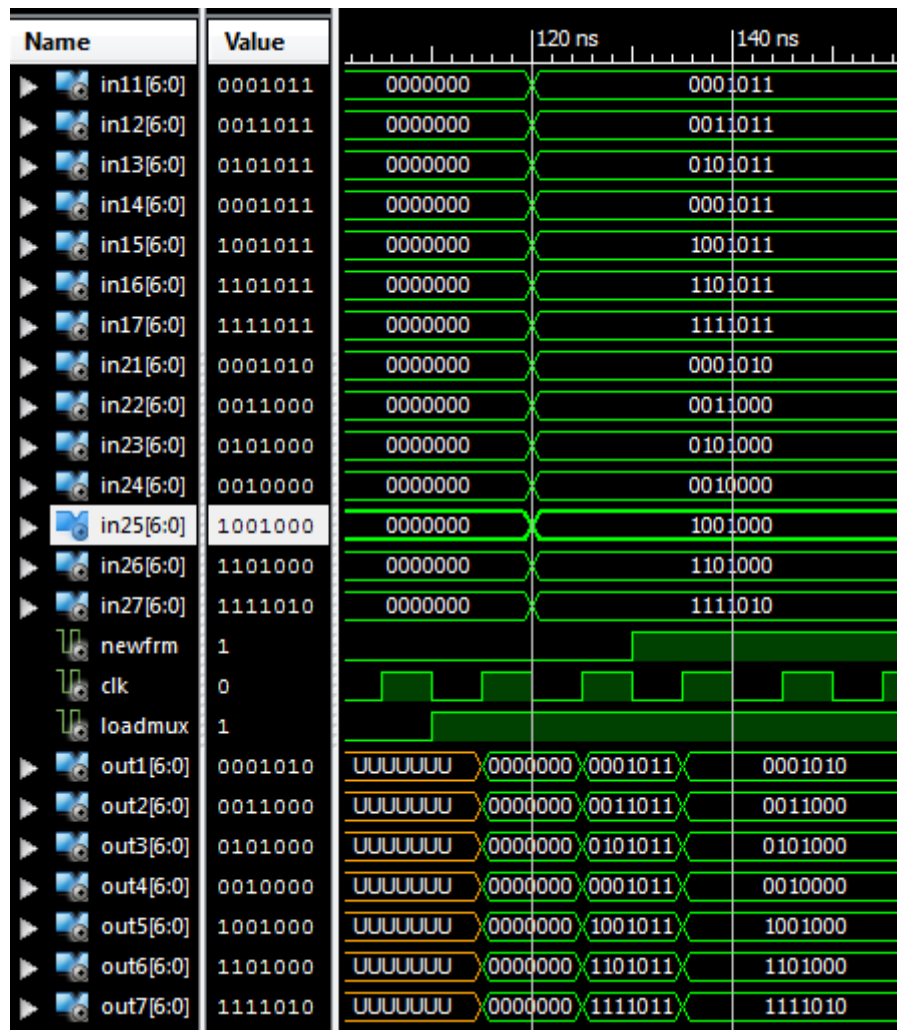 Name Value 120 ns 140 ns
in11[6:0] 0001011 0000000 0001011
in12[6:0] 0011011 0000000 0011011
in13[6:0] 0101011 0000000 0101011
in14[6:0] 0001011 0000000 0001011
in15[6:0] 1001011 0000000 1001011
in16[6:0] 1101011 0000000 1101011
in17[6:0] 1111011 0000000 1111011
in21[6:0] 0001010 0000000 0001010
in22[6:0] 0011000 0000000 0011000
in23[6:0] 0101000 0000000 0101000
in24[6:0] 0010000 0000000 0010000
in25[6:0] 1001000 0000000 1001000
in26[6:0] 1101000 0000000 1101000
in27[6:0] 1111010 0000000 1111010
newfrm 1
clk 0
loadmux 1
out1[6:0] 0001010 UUUUUUU 0000000 0001011 0001010
out2[6:0] 0011000 UUUUUUU 0000000 0011011 0011000
out3[6:0] 0101000 UUUUUUU 0000000 0101011 0101000
out4[6:0] 0010000 UUUUUUU 0000000 0001011 0010000
out5[6:0] 1001000 UUUUUUU 0000000 1001011 1001000
out6[6:0] 1101000 UUUUUUU 0000000 1101011 1101000
out7[6:0] 1111010 UUUUUUU 0000000 1111011 1111010